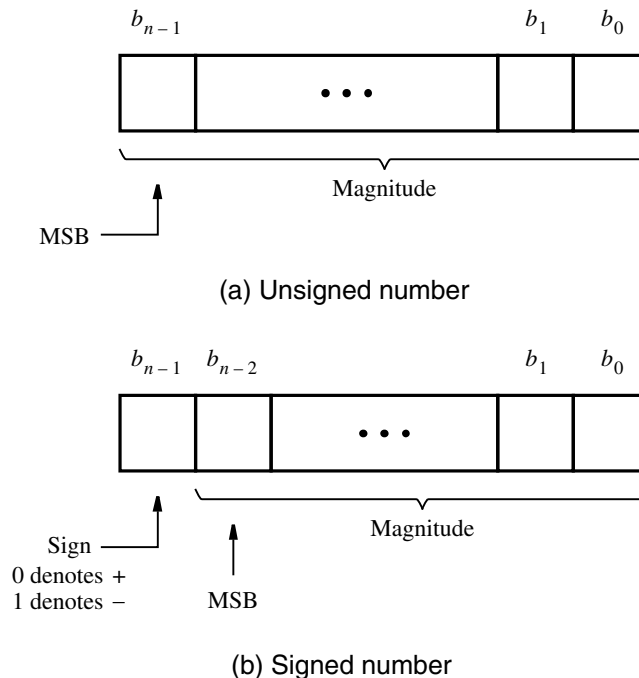 b_{n-1} b_1 b_0
• • •
Magnitude
MSB
(a) Unsigned number
b_{n-1} b_{n-2} b_1 b_0
• • •
Magnitude
Sign
0 denotes +
1 denotes –
MSB
(b) Signed number